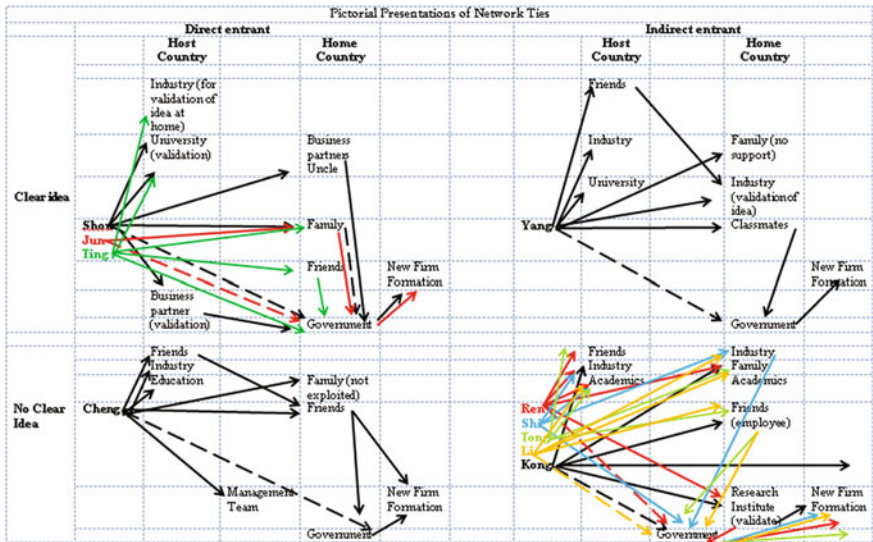 Pictorial Presentations of Network Ties
Direct entrant
Indirect entrant
Host
Country
Home
Country
Host
Country
Home
Country
Clear idea
Industry (for
validation of
idea at
home)
University
(validation)
Business
partners
Uncle
Shou
Jun
Ting
Family
Friends
New Firm
Formation
Business
partner
(validation)
Government
Friends
Industry
University
Family (no
support)
Industry
(validation of
idea)
Yang
Classmates
New Firm
Formation
Government
No Clear
Idea
Friends
Industry
Education
Family (not
exploited)
Cheng
Friends
Management
Team
New Firm
Formation
Government
Friends
Industry
Academics
Industry
Family
Academics
Ren
Shi
Ton
Li
Kong
Friends
(employee)
Research
Institute
(validate)
New Firm
Formation
Government